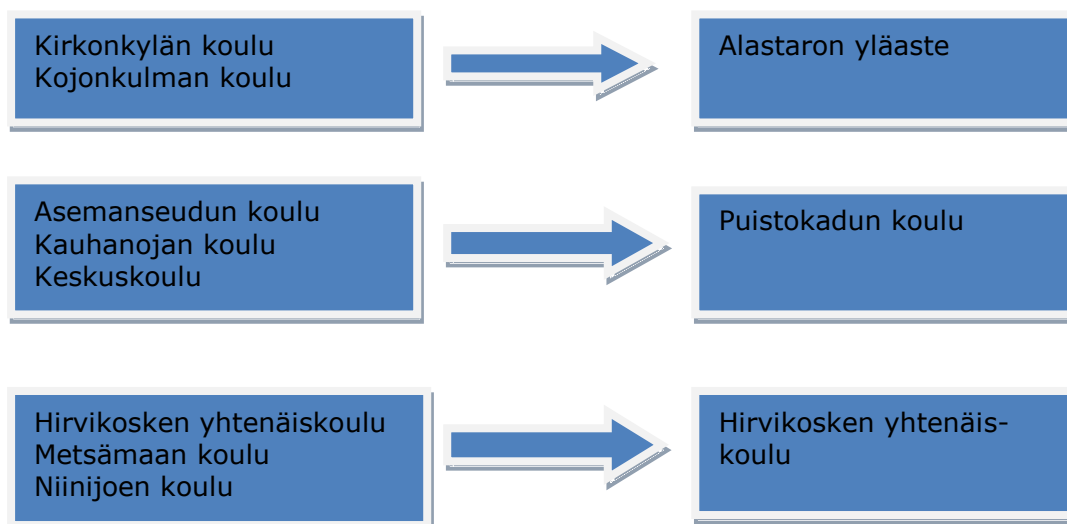 Kirkonkylän koulu
Kojonkulman koulu
Alastaron yläaste
Asemanseudun koulu
Kauhanojan koulu
Keskuskoulu
Puistokadun koulu
Hirvikosken yhtenäiskoulu
Metsämaan koulu
Niinijoen koulu
Hirvikosken yhtenäis-
koulu